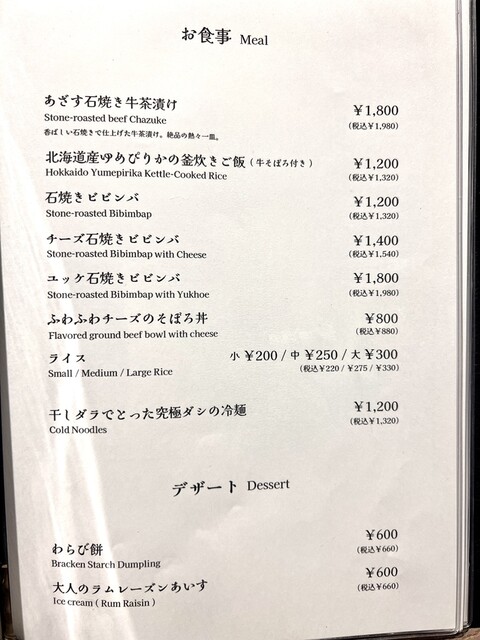 お食事 Meal
あざす石焼き牛茶漬け ¥1,800
Stone-roasted beef Chazuke (税込¥1,980)
香ばしい石焼きで仕上げた牛茶漬け。絶品の熱々一皿。
北海道産ゆめぴりかの釜炊きご飯 (牛そぼろ付き) ¥1,200
Hokkaido Yumepirika Kettle-Cooked Rice (税込¥1,320)
石焼きビビンバ ¥1,200
Stone-roasted Bibimbap (税込¥1,320)
チーズ石焼きビビンバ ¥1,400
Stone-roasted Bibimbap with Cheese (税込¥1,540)
ユッケ石焼きビビンバ ¥1,800
Stone-roasted Bibimbap with Yukhoe (税込¥1,980)
ふわふわチーズのそぼろ丼 ¥800
Flavored ground beef bowl with cheese (税込¥880)
ライス 小 ¥200 / 中 ¥250 / 大 ¥300
Small / Medium / Large Rice (税込¥220 / ¥275 / ¥330)
干しダラでとった究極ダシの冷麺 ¥1,200
Cold Noodles (税込¥1,320)
デザート Dessert
わらび餅 ¥600
Bracken Starch Dumpling (税込¥660)
大人のラムレーズンあいす ¥600
Ice cream ( Rum Raisin ) (税込¥660)